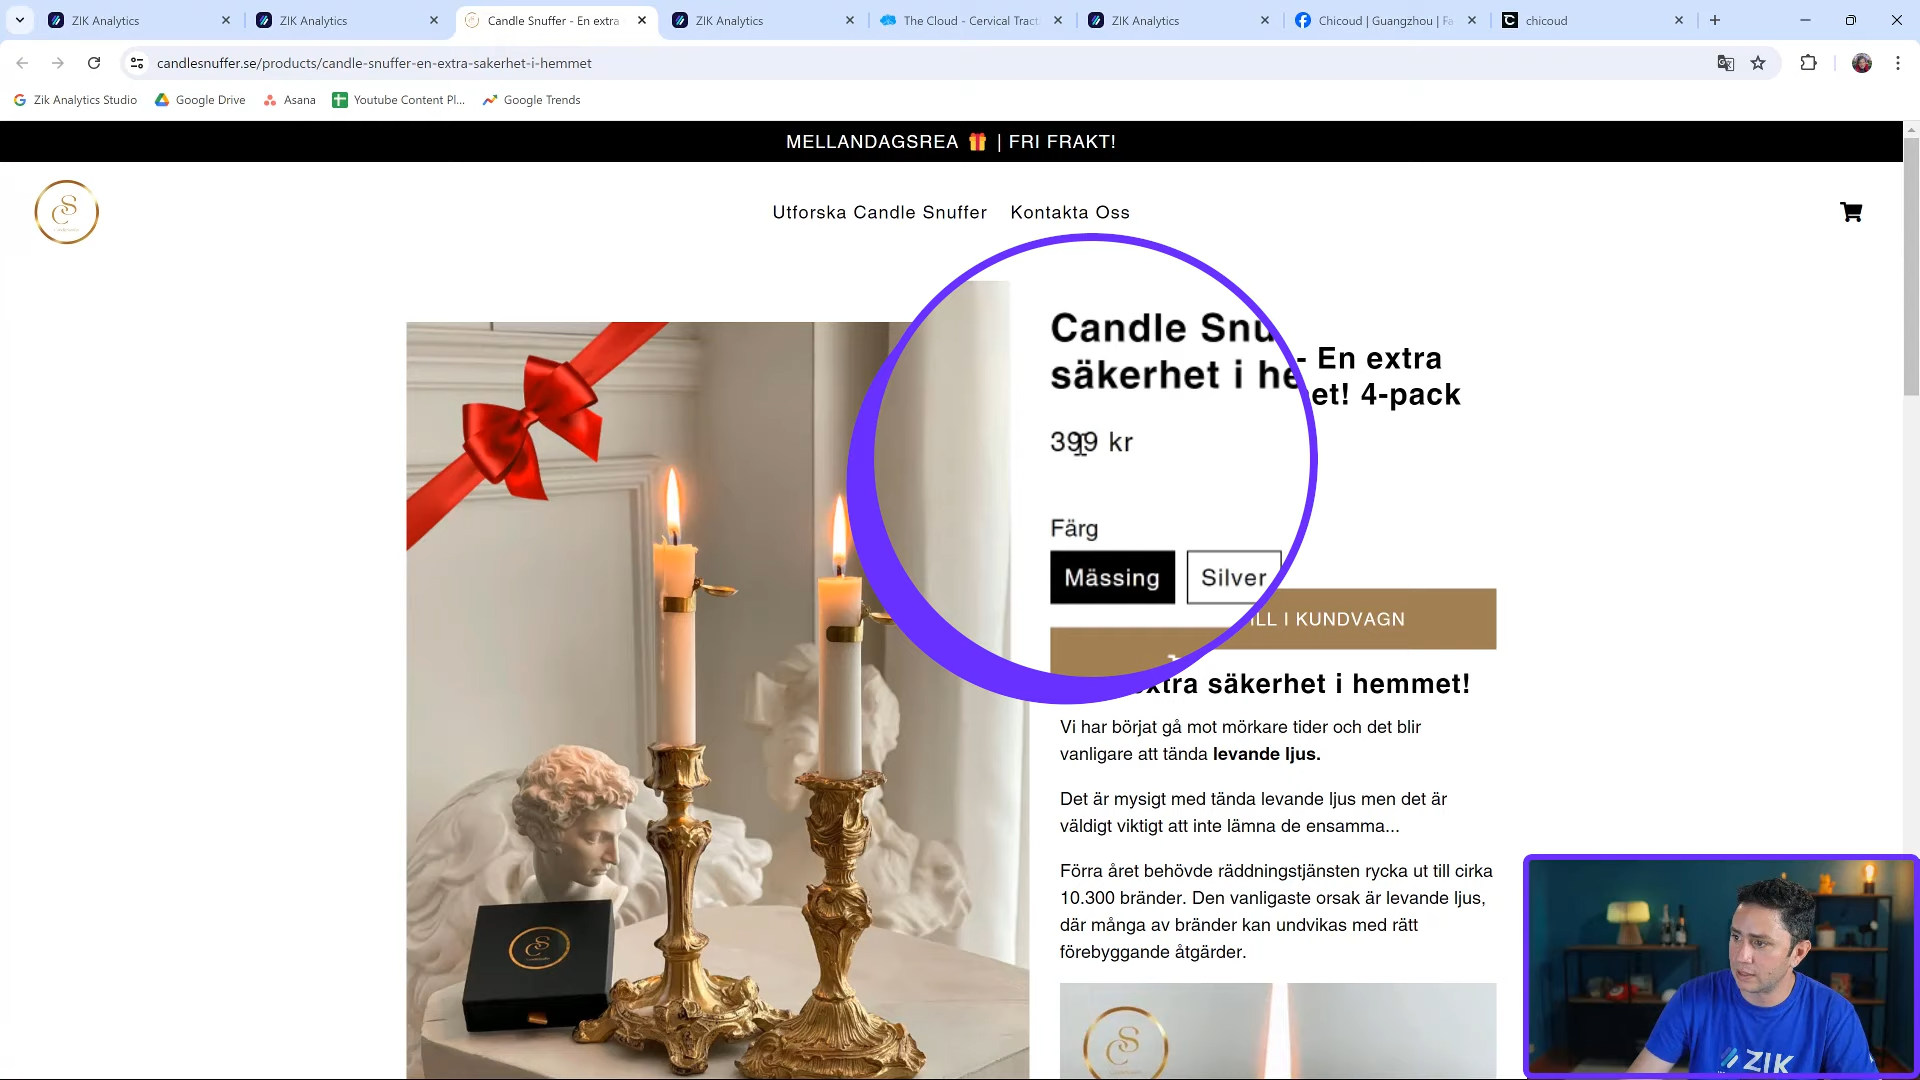 ZIK Analytics
ZIK Analytics
Candle Snuffer - En extra
ZIK Analytics
The Cloud - Cervical Tract
ZIK Analytics
Chicoud | Guangzhou | Fa
chicoud
candlesnuffer.se/products/candle-snuffer-en-extra-sakerhet-i-hemmet
Zik Analytics Studio
Google Drive
Asana
Youtube Content Pl...
Google Trends
MELLANDAGSREA 🎁 | FRI FRAKT!
Utforska Candle Snuffer
Kontakta Oss
Candle Snu - En extra
säkerhet i he et! 4-pack
399 kr
Färg
Mässing
Silver
ILL I KUNDVAGN
xtra säkerhet i hemmet!
Vi har börjat gå mot mörkare tider och det blir
vanligare att tända levande ljus.
Det är mysigt med tända levande ljus men det är
väldigt viktigt att inte lämna de ensamma...
Förra året behövde räddningstjänsten rycka ut till cirka
10.300 bränder. Den vanligaste orsak är levande ljus,
där många av bränder kan undvikas med rätt
förebyggande åtgärder.
ZIK